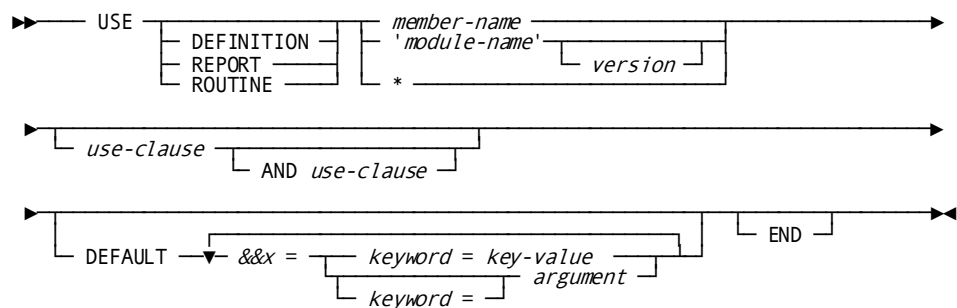 USE member-name
DEFINITION 'module-name'
REPORT version
ROUTINE *
use-clause
AND use-clause
END
DEFAULT &&x = keyword = key-value
argument
keyword =